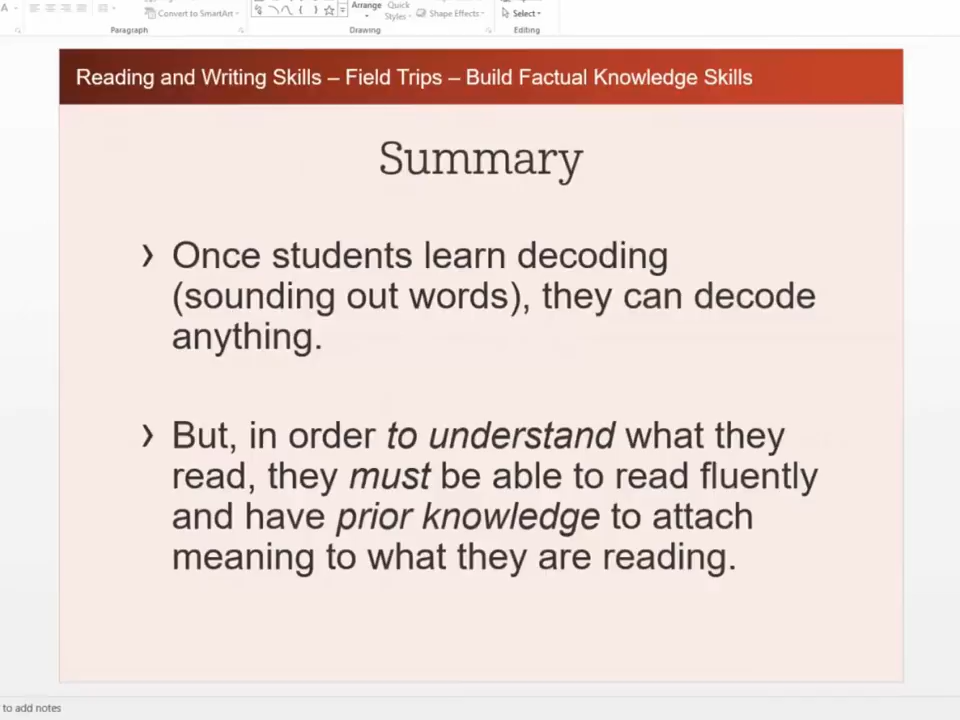 A
Convert to SmartArt
Arrange
Quick
Styles
Shape Effects
Select
Paragraph
Drawing
Editing
Reading and Writing Skills – Field Trips – Build Factual Knowledge Skills
Summary
› Once students learn decoding
(sounding out words), they can decode
anything.
› But, in order to understand what they
read, they must be able to read fluently
and have prior knowledge to attach
meaning to what they are reading.
to add notes